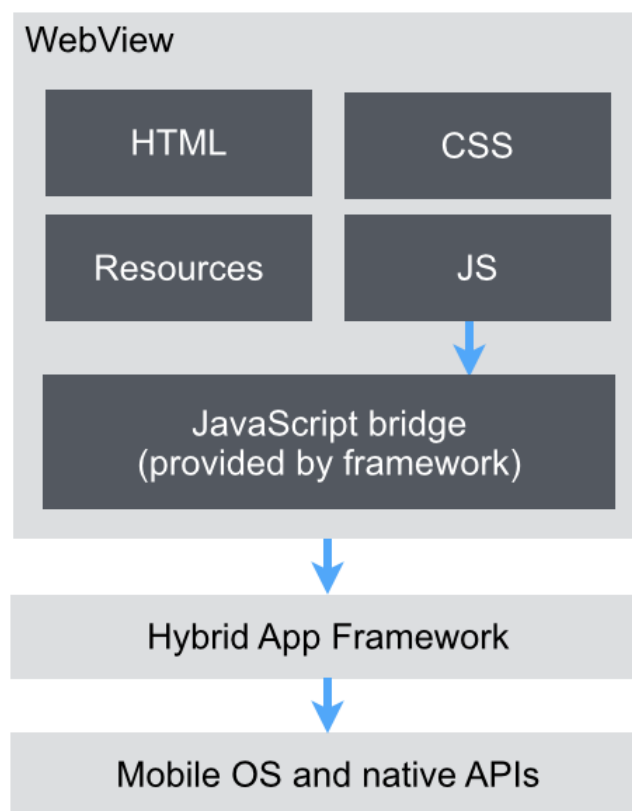 WebView
HTML
CSS
Resources
JS
JavaScript bridge
(provided by framework)
Hybrid App Framework
Mobile OS and native APIs